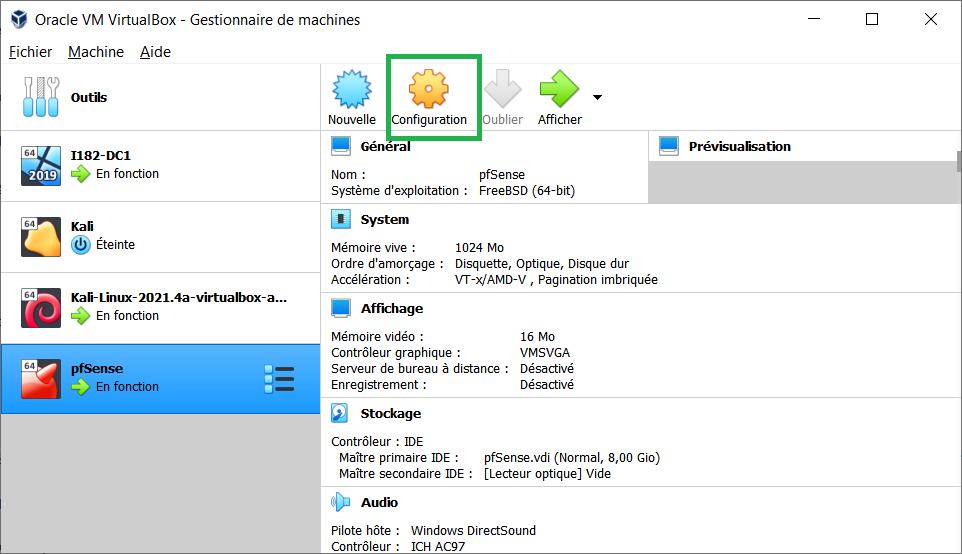 Oracle VM VirtualBox - Gestionnaire de machines
Fichier Machine Aide
Outils
64
2019
I182-DC1
En fonction
64
Kali
Éteinte
64
Kali-Linux-2021.4a-virtualbox-a...
En fonction
64
pfSense
En fonction
Nouvelle Configuration Oublier Afficher
Général
Nom : pfSense
Système d'exploitation : FreeBSD (64-bit)
Prévisualisation
System
Mémoire vive : 1024 Mo
Ordre d'amorçage : Disquette, Optique, Disque dur
Accélération : VT-x/AMD-V , Pagination imbriquée
Affichage
Mémoire vidéo : 16 Mo
Contrôleur graphique : VMSVGA
Serveur de bureau à distance : Désactivé
Enregistrement : Désactivé
Stockage
Contrôleur : IDE
Maître primaire IDE : pfSense.vdi (Normal, 8,00 Gio)
Maître secondaire IDE : [Lecteur optique] Vide
Audio
Pilote hôte : Windows DirectSound
Contrôleur : ICH AC97